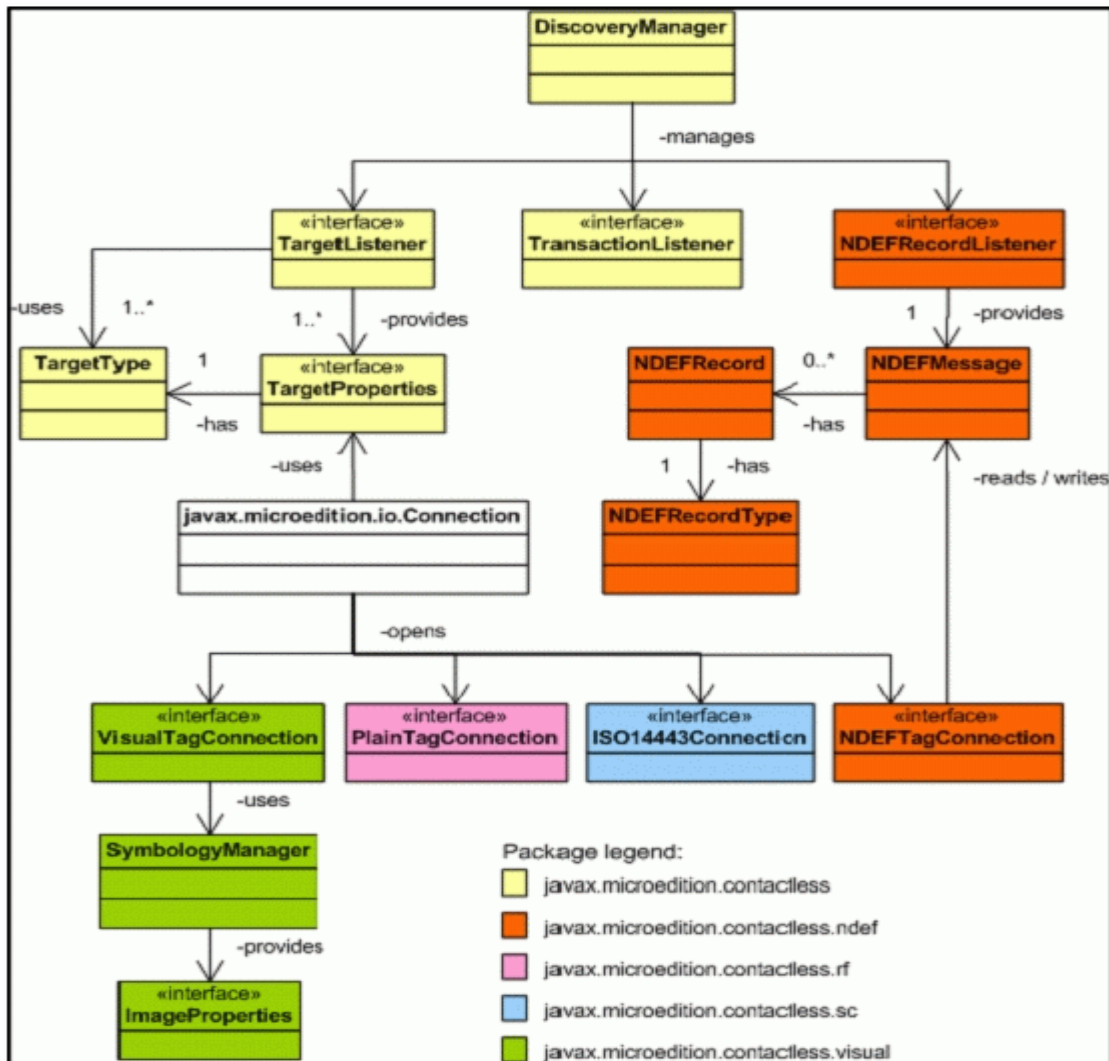 DiscoveryManager
-manages
«interface»
TargetListener
«interface»
TransactionListener
«interface»
NDEFRecordListener
-uses
1..*
1..*
-provides
1
-provides
TargetType
1
-has
«interface»
TargetProperties
NDEFRecord
0..*
-has
NDEFMessage
-uses
1
-has
-reads / writes
javax.microedition.io.Connection
NDEFRecordType
-opens
«interface»
VisualTagConnection
«interface»
PlainTagConnection
«interface»
ISO14443Connection
«interface»
NDEFTagConnection
-uses
SymbologyManager
-provides
«interface»
ImageProperties
Package legend:
javax.microedition.contactless
javax.microedition.contactless.ndef
javax.microedition.contactless.rf
javax.microedition.contactless.sc
javax.microedition.contactless.visual